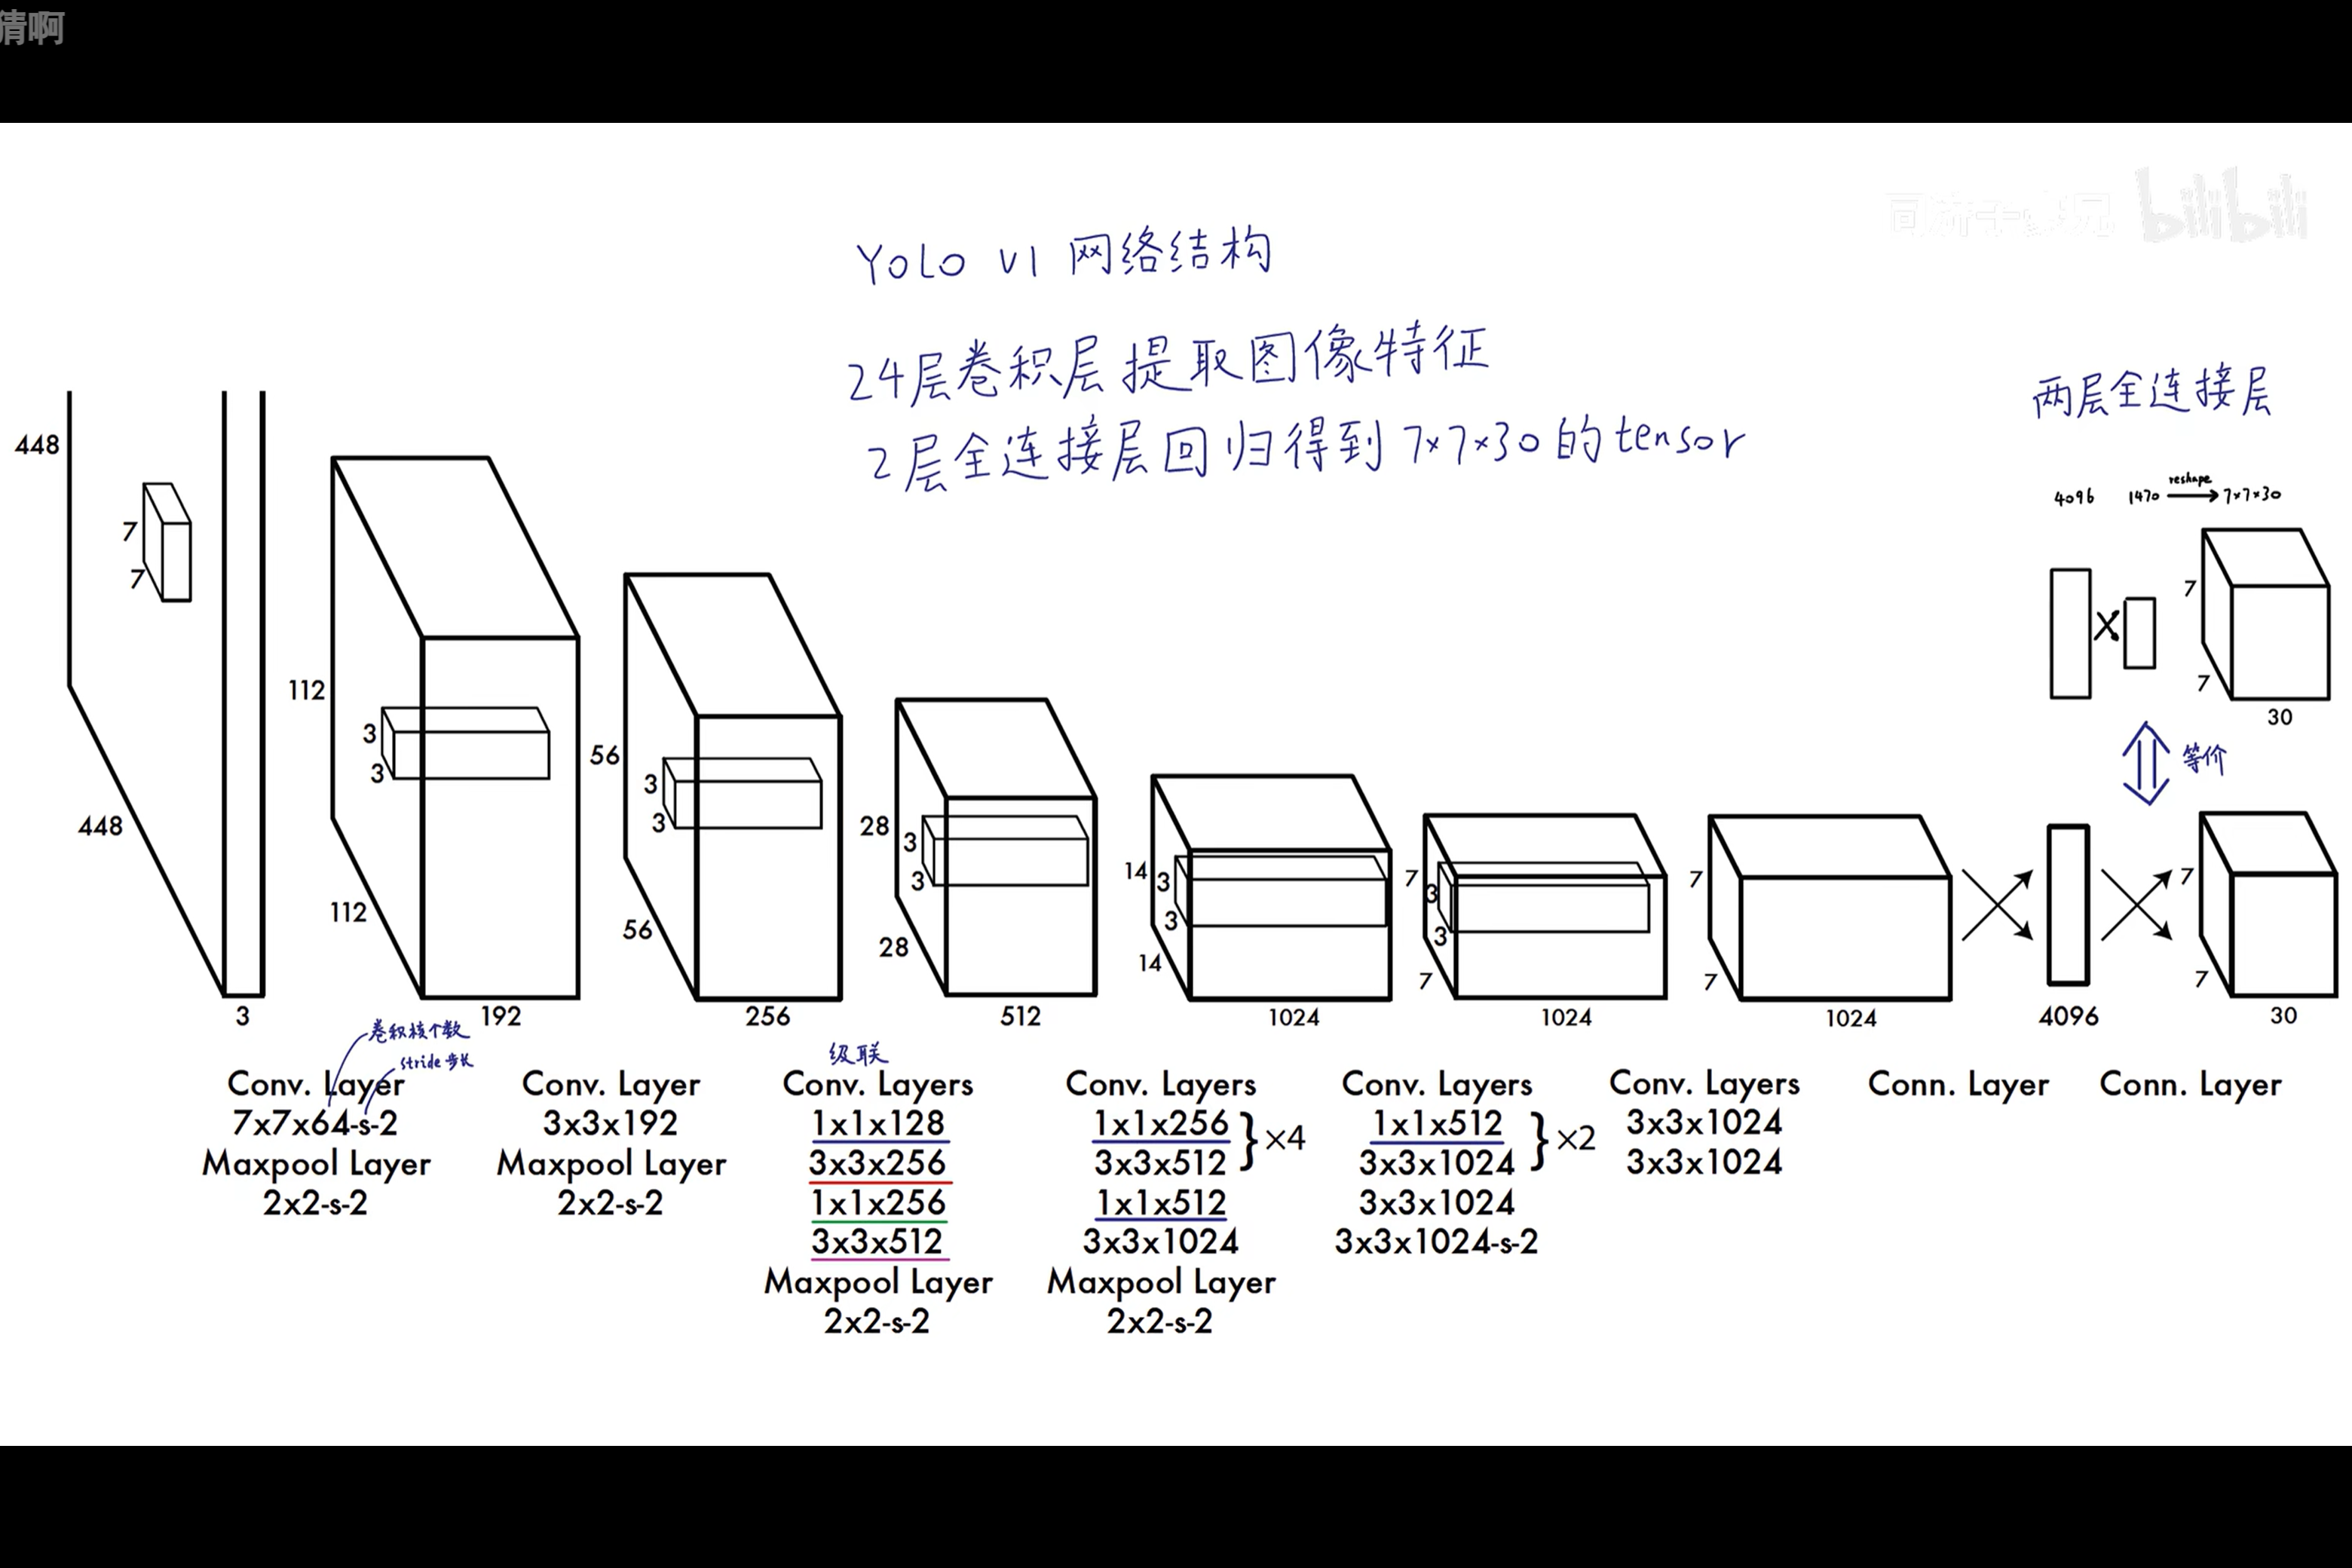 猜啊
bilibili
Yolo v1 网络结构
24层卷积层提取图像特征
2层全连接层回归得到 7×7×30 的 tensor
两层全连接层
4096 1470 reshape 7×7×30
7
7
30
等价
448
448
3
7
7
112
112
192
3
3
56
56
256
3
3
28
28
512
3
3
14
14
1024
3
3
7
7
1024
3
3
7
7
1024
4096
7
7
30
卷积核个数
stride 步长
Conv. Layer
7x7x64-s-2
Maxpool Layer
2x2-s-2
Conv. Layer
3x3x192
Maxpool Layer
2x2-s-2
级联
Conv. Layers
1x1x128
3x3x256
1x1x256
3x3x512
Maxpool Layer
2x2-s-2
Conv. Layers
1x1x256 }×4
3x3x512
1x1x512
3x3x1024
Maxpool Layer
2x2-s-2
Conv. Layers
1x1x512 }×2
3x3x1024
3x3x1024
3x3x1024-s-2
Conv. Layers
3x3x1024
3x3x1024
Conn. Layer
Conn. Layer